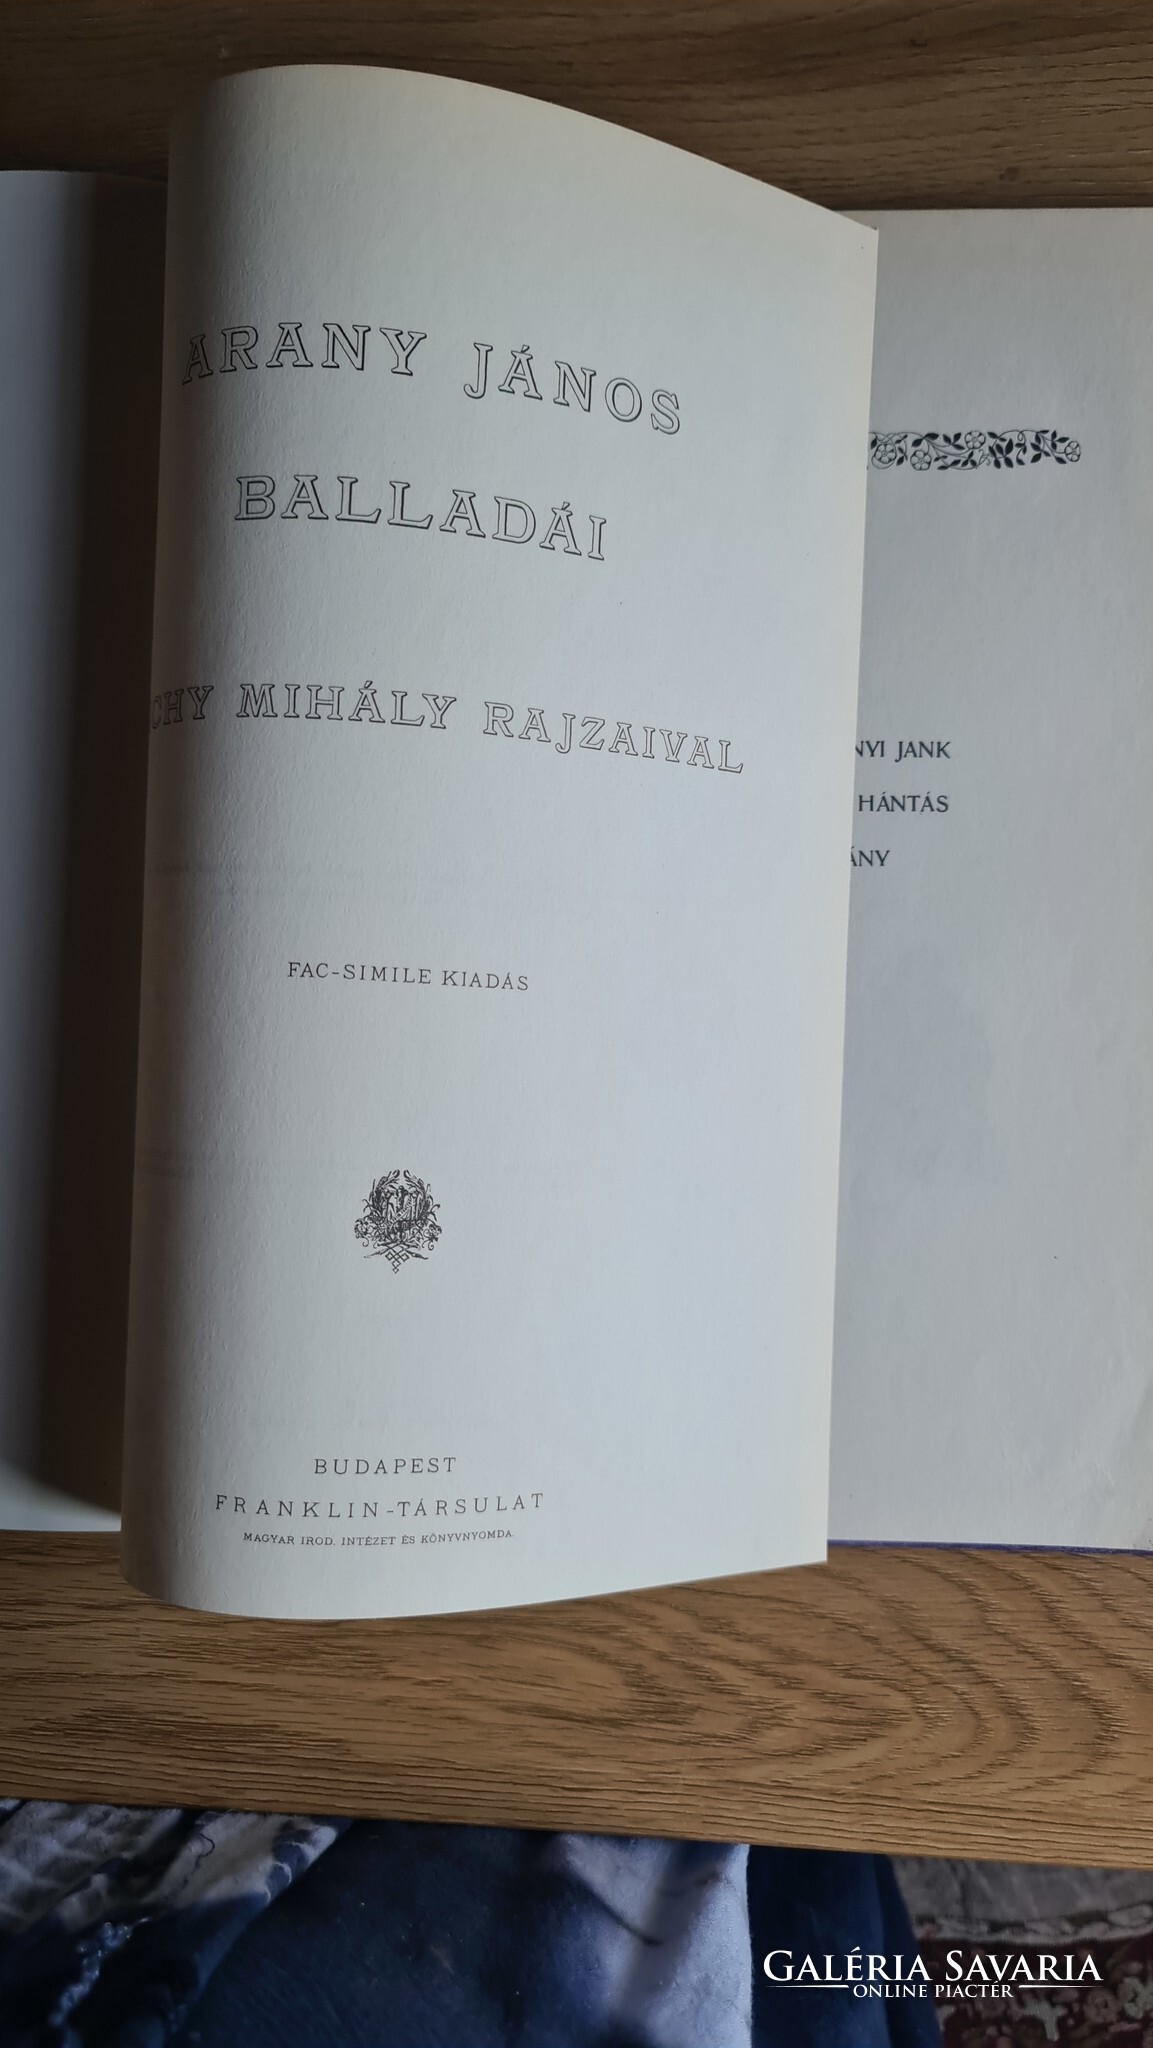 ARANY JÁNOS
BALLADÁI
CHY MIHÁLY RAJZAIVAL
FAC-SIMILE KIADÁS
BUDAPEST
FRANKLIN-TÁRSULAT
MAGYAR IROD. INTÉZET ÉS KÖNYVNYOMDA.
NYI JANK
HÁNTÁS
ÁNY
GALÉRIA SAVARIA
ONLINE PIACTÉR